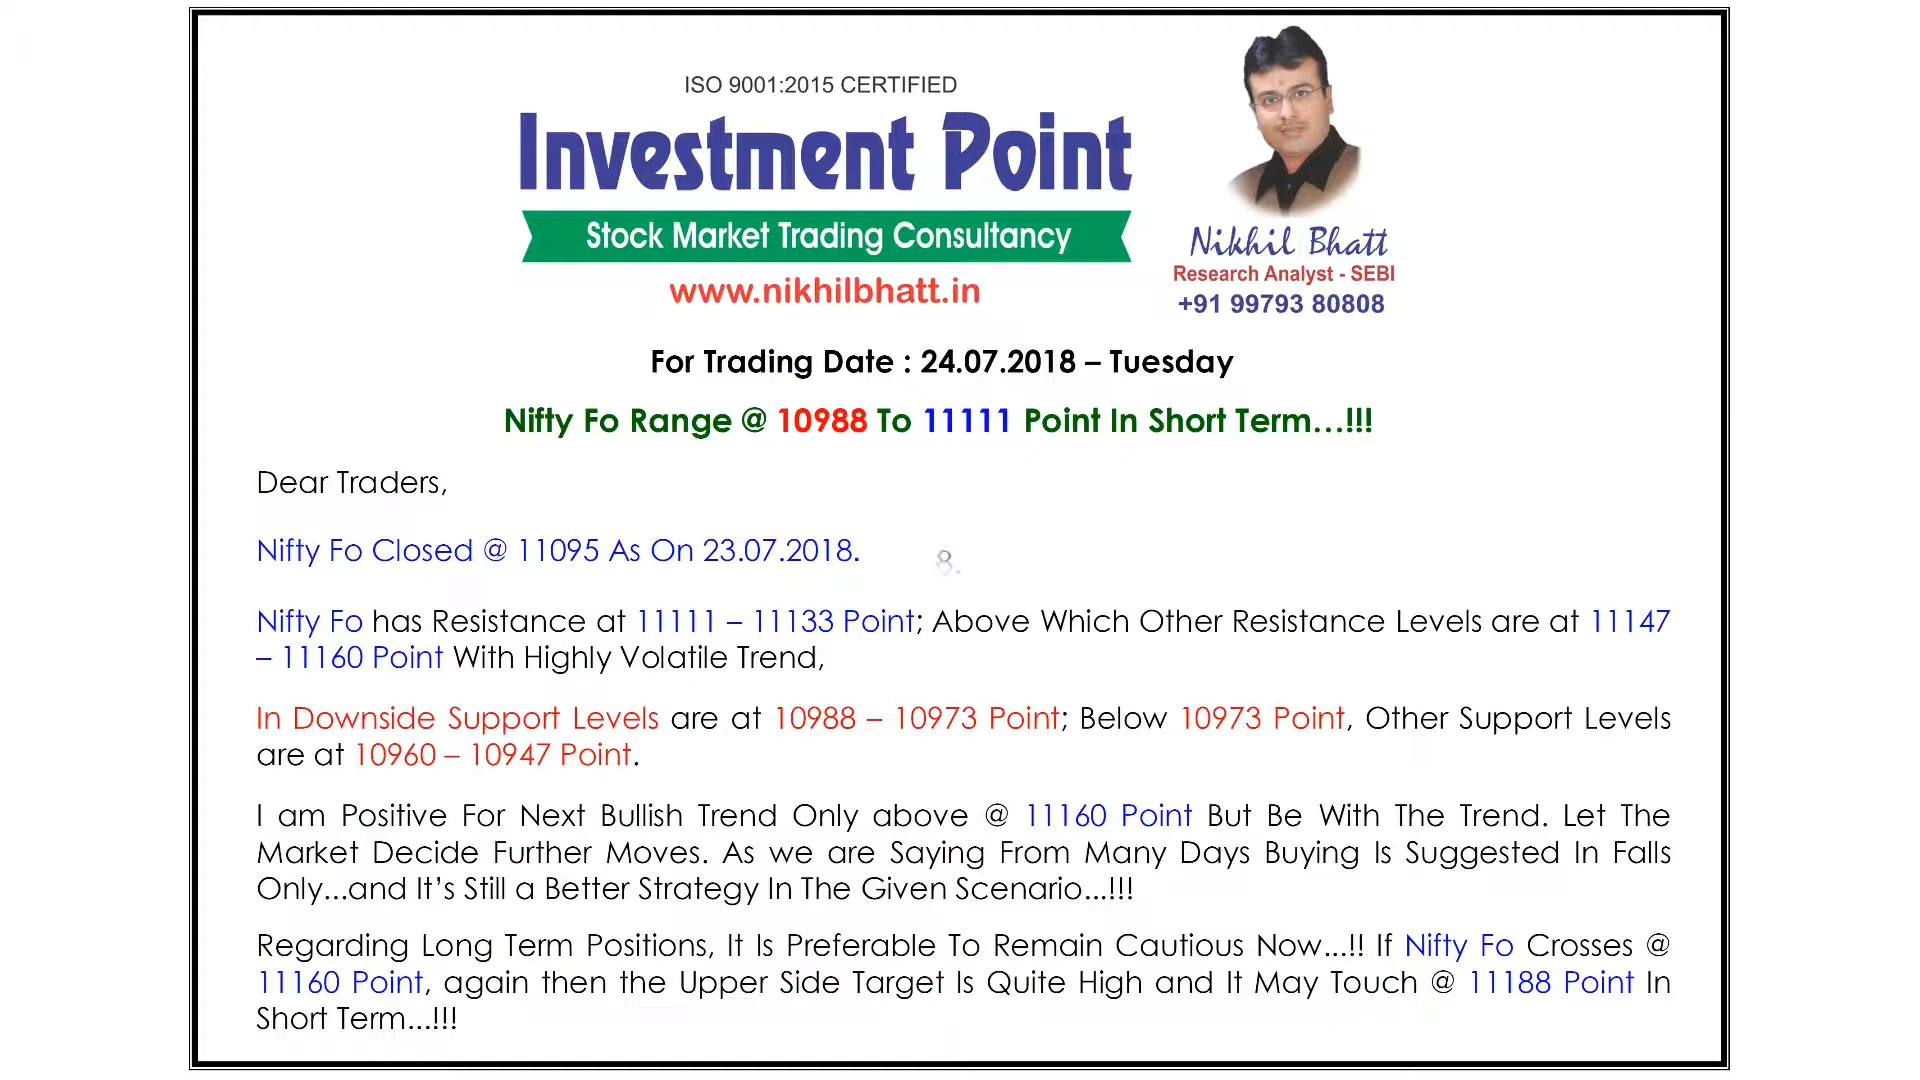 ISO 9001:2015 CERTIFIED
Investment Point
Stock Market Trading Consultancy
www.nikhilbhatt.in
Nikhil Bhatt
Research Analyst - SEBI
+91 99793 80808
For Trading Date : 24.07.2018 – Tuesday
Nifty Fo Range @ 10988 To 11111 Point In Short Term...!!!
Dear Traders,
Nifty Fo Closed @ 11095 As On 23.07.2018.
8.
Nifty Fo has Resistance at 11111 – 11133 Point; Above Which Other Resistance Levels are at 11147
– 11160 Point With Highly Volatile Trend,
In Downside Support Levels are at 10988 – 10973 Point; Below 10973 Point, Other Support Levels
are at 10960 – 10947 Point.
I am Positive For Next Bullish Trend Only above @ 11160 Point But Be With The Trend. Let The
Market Decide Further Moves. As we are Saying From Many Days Buying Is Suggested In Falls
Only...and It’s Still a Better Strategy In The Given Scenario...!!!
Regarding Long Term Positions, It Is Preferable To Remain Cautious Now...!! If Nifty Fo Crosses @
11160 Point, again then the Upper Side Target Is Quite High and It May Touch @ 11188 Point In
Short Term...!!!